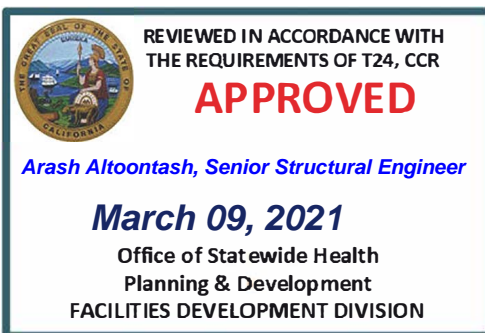 THE GREAT SEAL OF THE STATE OF
CALIFORNIA
REVIEWED IN ACCORDANCE WITH
THE REQUIREMENTS OF T24, CCR
APPROVED
Arash Altoontash, Senior Structural Engineer
March 09, 2021
Office of Statewide Health
Planning & Development
FACILITIES DEVELOPMENT DIVISION